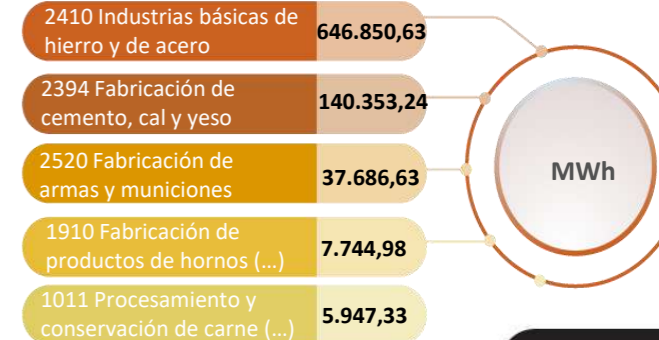 2410 Industrias básicas de
hierro y de acero
646.850,63
2394 Fabricación de
cemento, cal y yeso
140.353,24
2520 Fabricación de
armas y municiones
37.686,63
1910 Fabricación de
productos de hornos (...)
7.744,98
1011 Procesamiento y
conservación de carne (...)
5.947,33
MWh